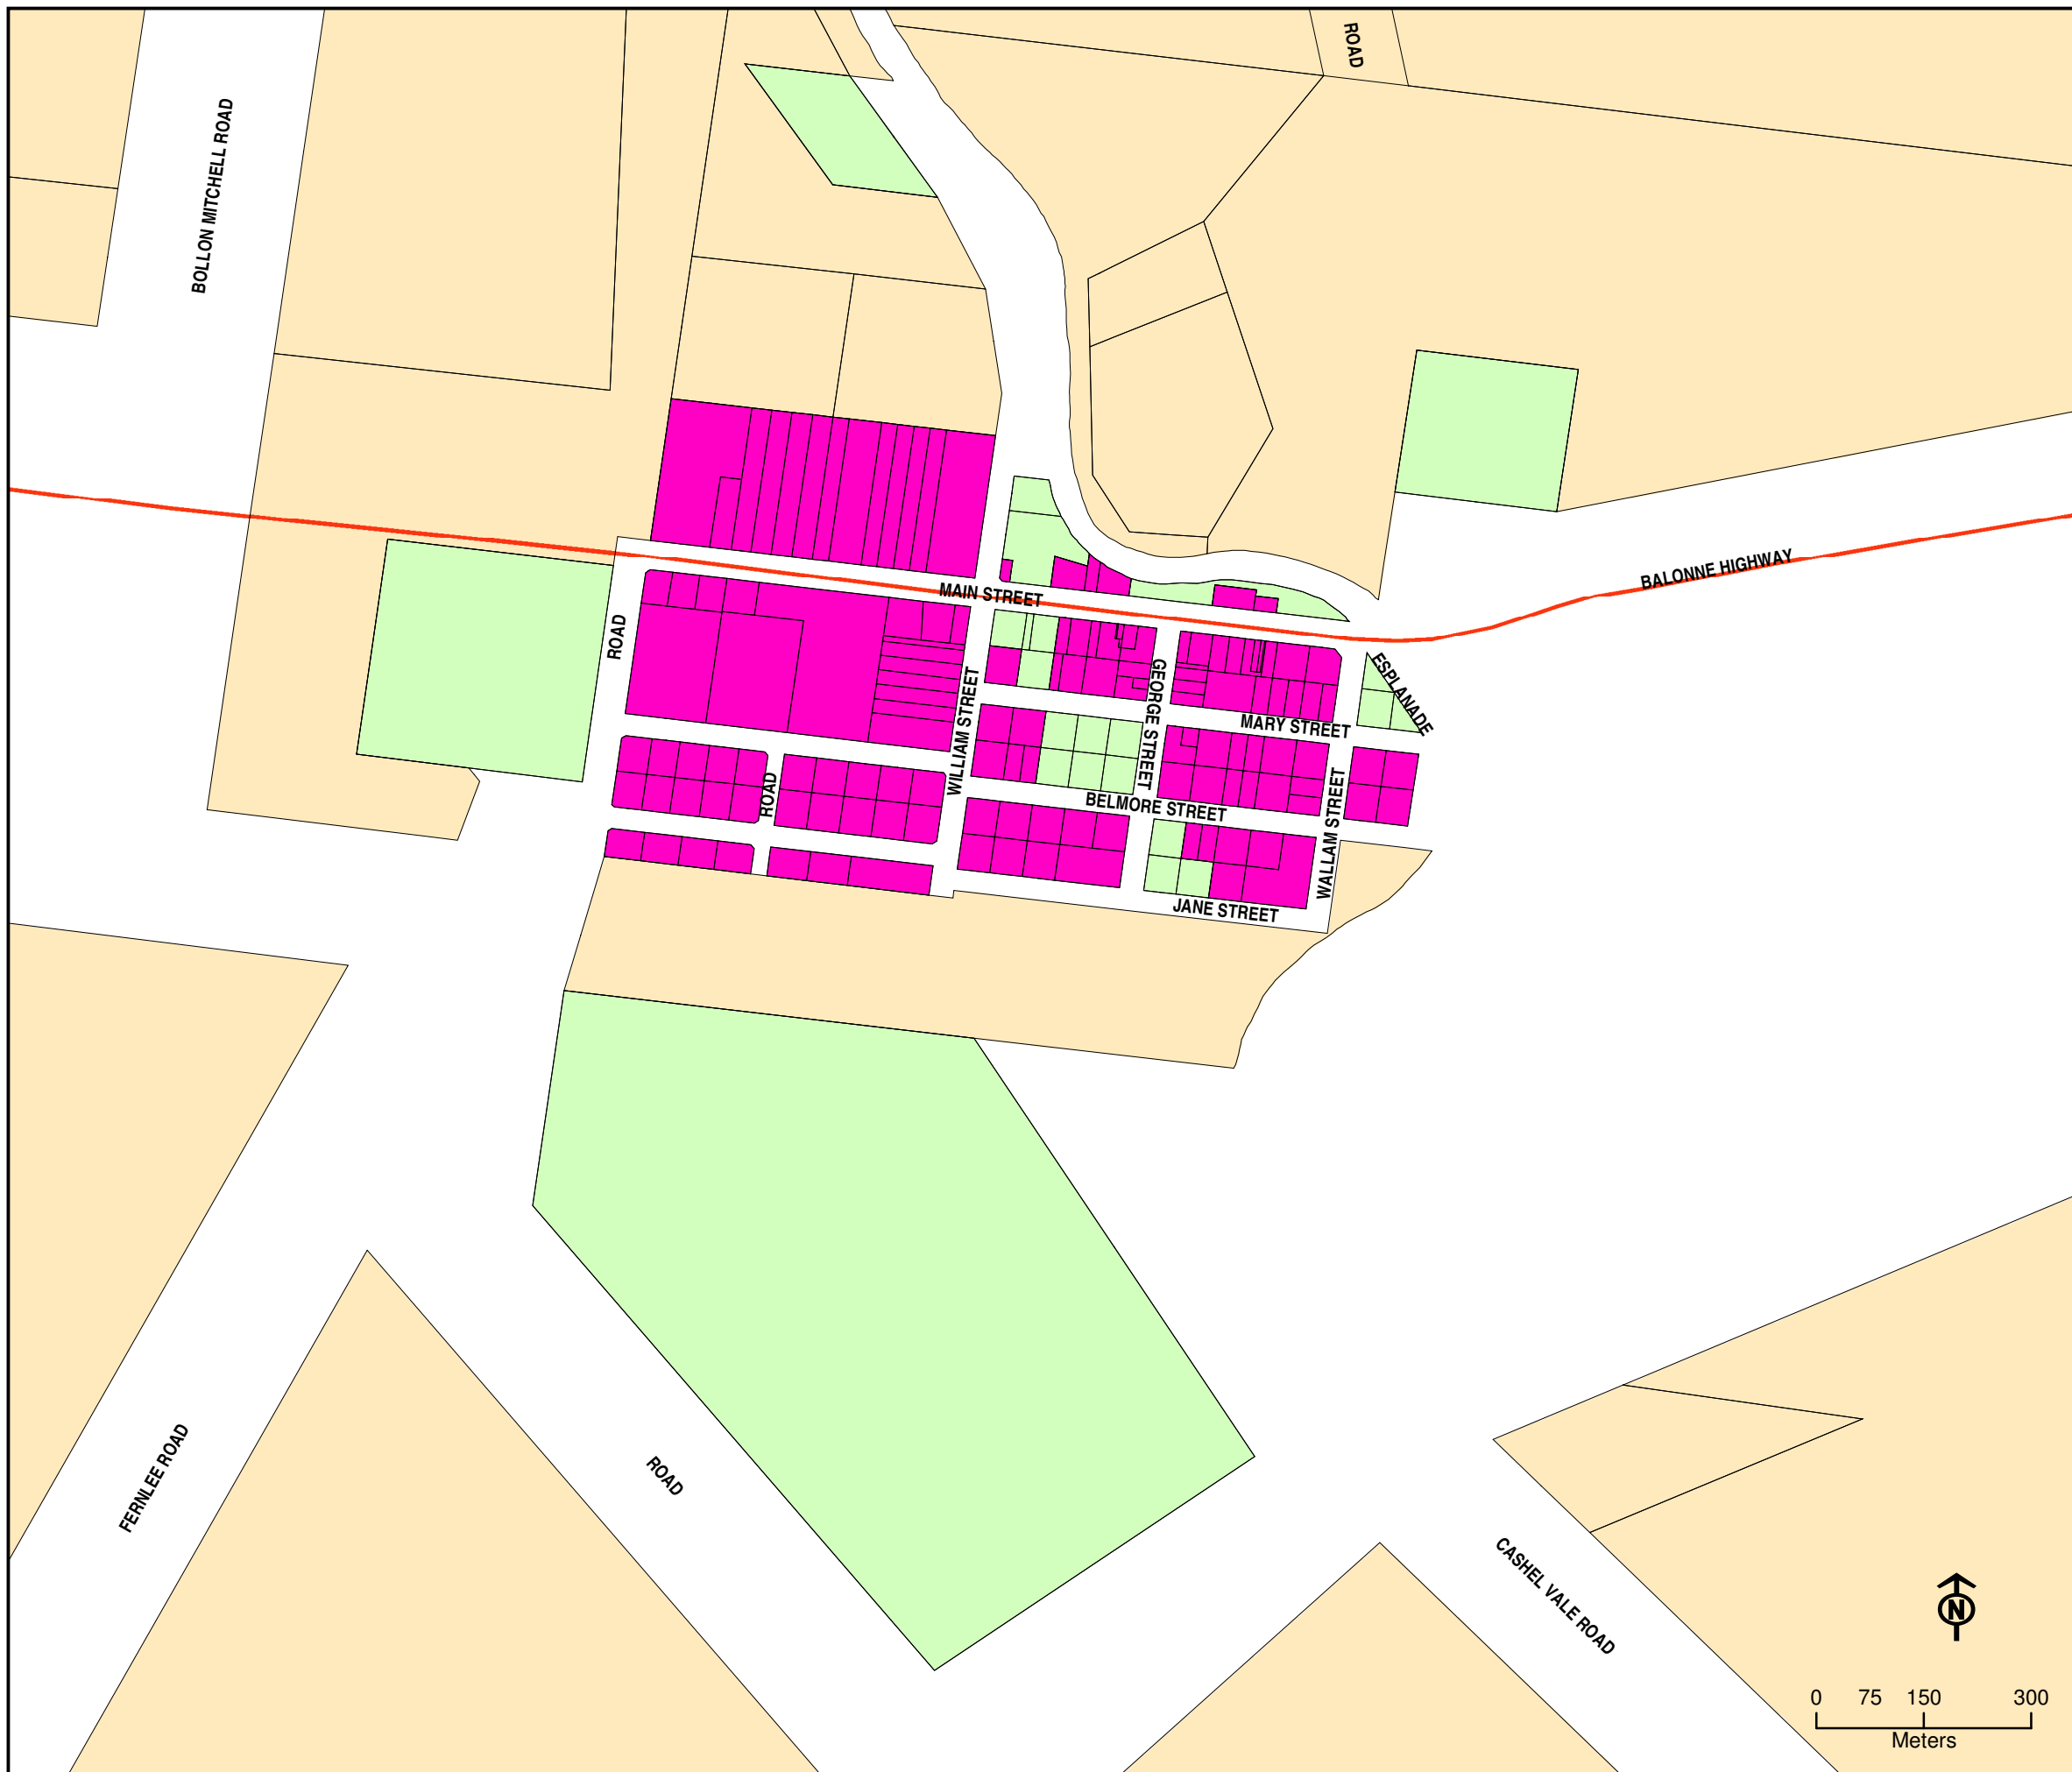 ROAD
BOLLON MITCHELL ROAD
BALONNE HIGHWAY
MAIN STREET
ROAD
GEORGE STREET
ESPLANADE
WILLIAM STREET
MARY STREET
ROAD
BELMORE STREET
WALLAM STREET
JANE STREET
FERNLEE ROAD
ROAD
CASHEL VALE ROAD
N
0 75 150 300
Meters